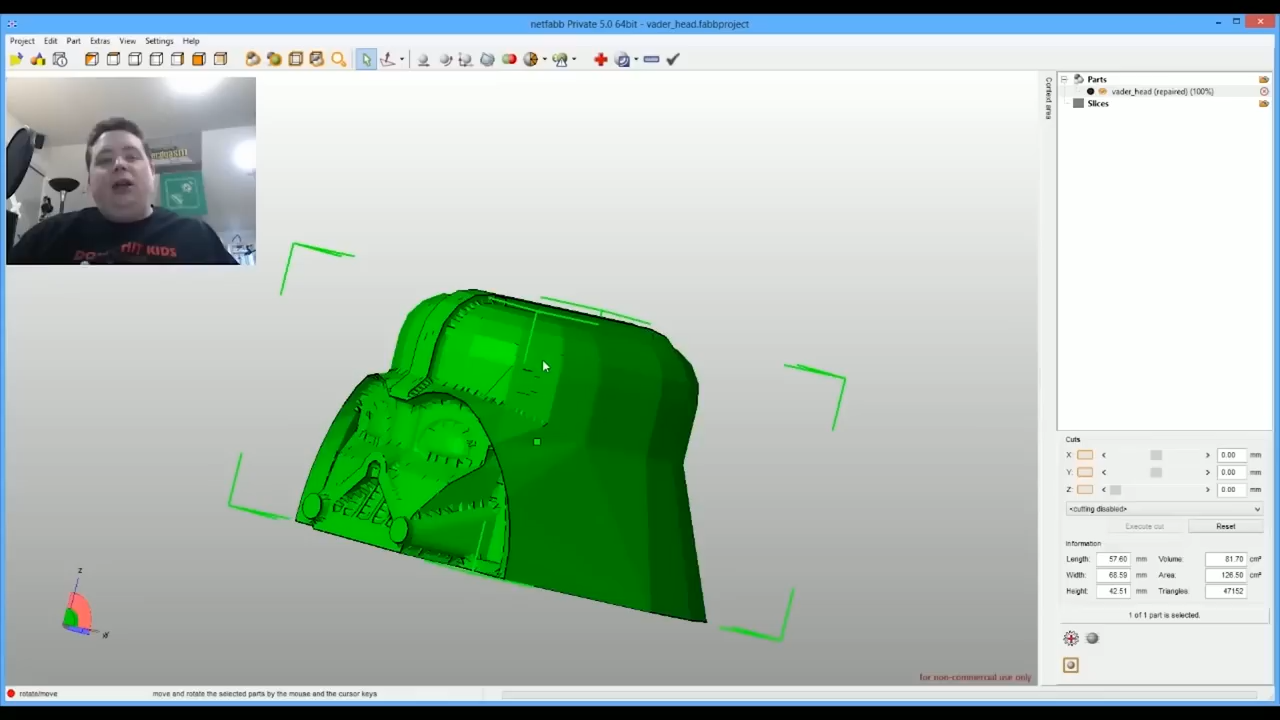 netfabb Private 5.0 64bit - vader_head.fabbproject
Project Edit Part Extras View Settings Help
HIT KIDS
Context area
Parts
vader_head (repaired) (100%)
Slices
Cuts
X: < > 0.00 mm
Y: < > 0.00 mm
Z: < > 0.00 mm
<cutting disabled>
Execute cut Reset
Information
Length: 57.60 mm Volume: 81.70 cm³
Width: 68.59 mm Area: 126.50 cm²
Height: 42.51 mm Triangles: 47152
1 of 1 part is selected.
z
for non-commercial use only
rotate/move move and rotate the selected parts by the mouse and the cursor keys